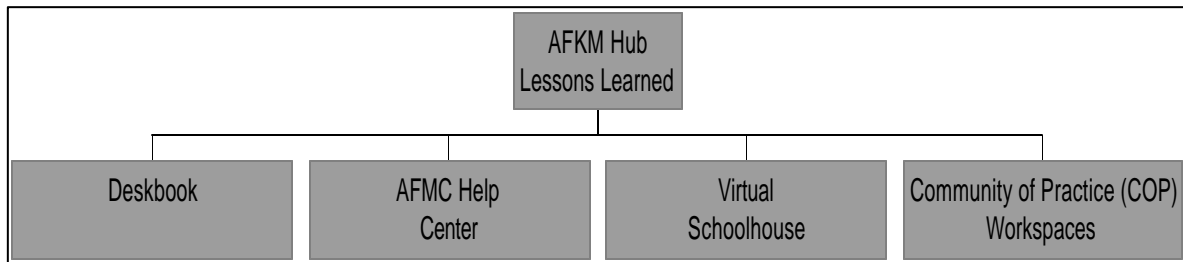 AFKM Hub
Lessons Learned
Deskbook
AFMC Help
Center
Virtual
Schoolhouse
Community of Practice (COP)
Workspaces